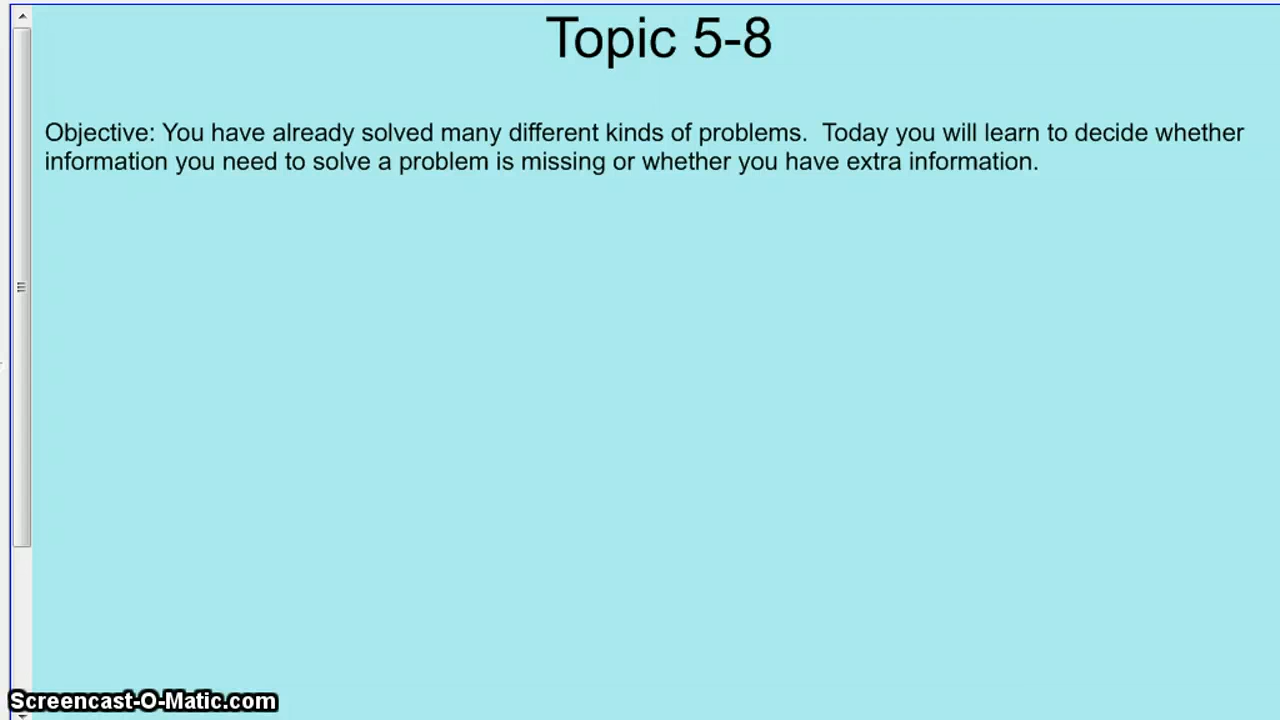 Topic 5-8
Objective: You have already solved many different kinds of problems.  Today you will learn to decide whether
information you need to solve a problem is missing or whether you have extra information.
Screencast-O-Matic.com